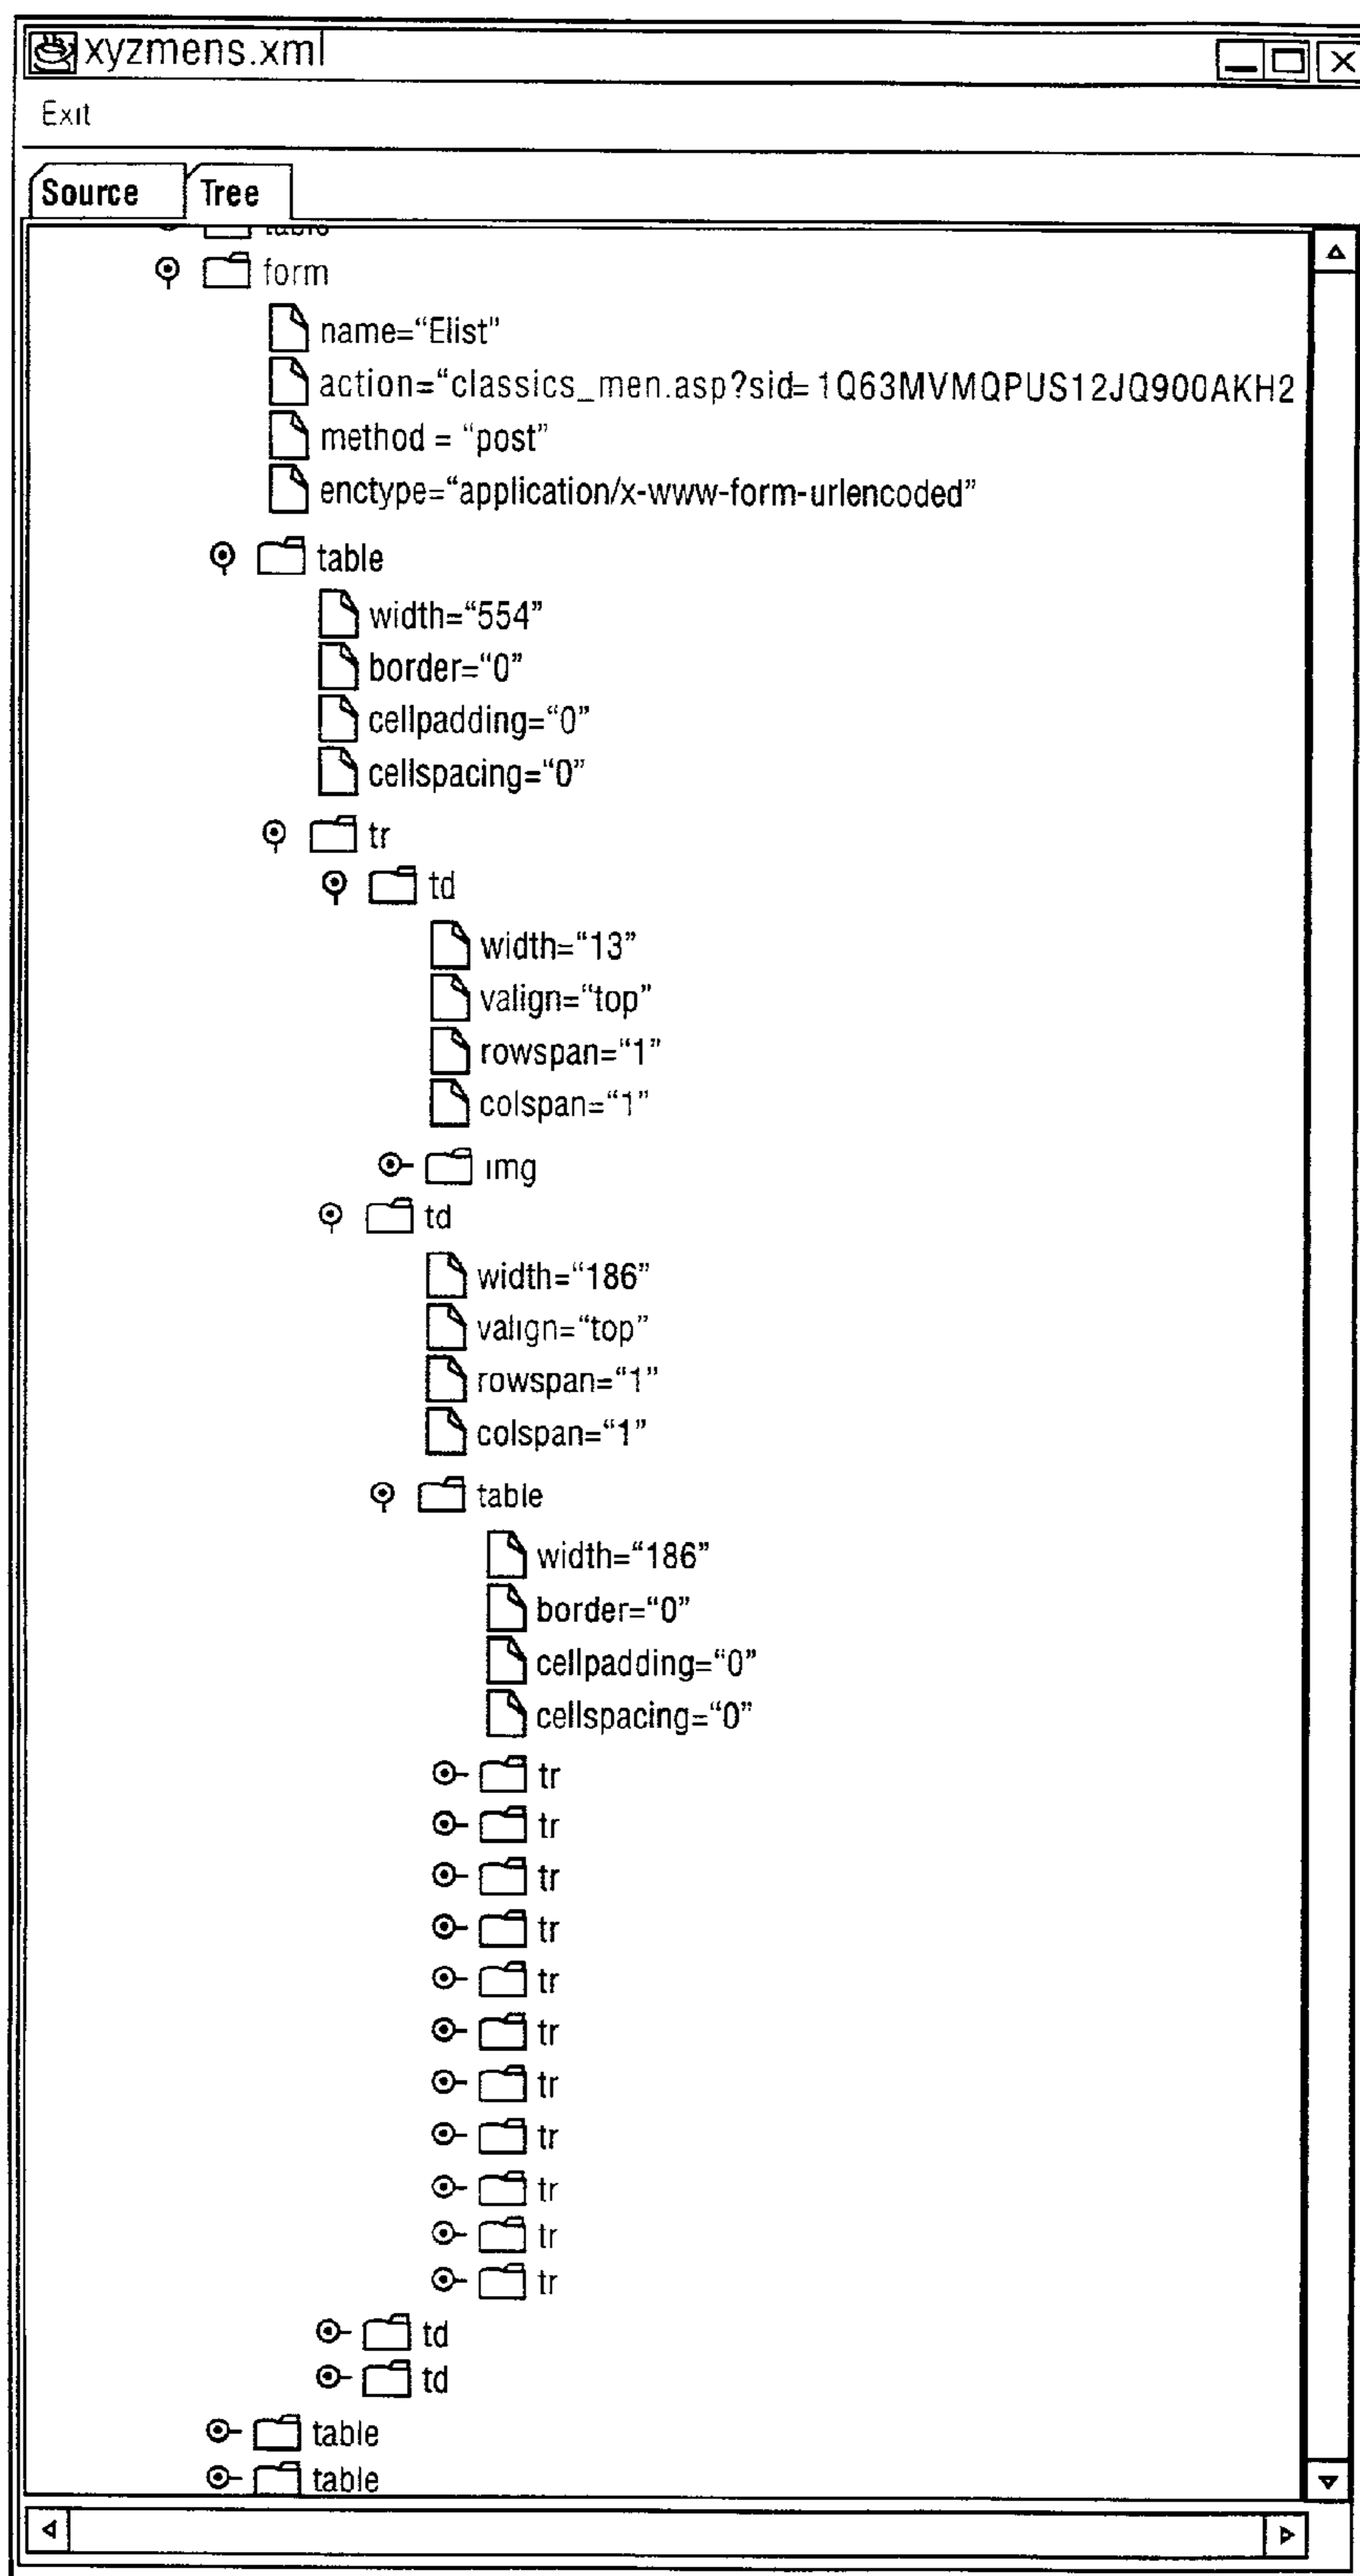 xyzmens.xml
Exit
Source Tree
table
form
name=“Elist”
action=“classics_men.asp?sid=1Q63MVMQPUS12JQ900AKH2
method = “post”
enctype=“application/x-www-form-urlencoded”
table
width=“554”
border=“0”
cellpadding=“0”
cellspacing=“0”
tr
td
width=“13”
valign=“top”
rowspan=“1”
colspan=“1”
img
td
width=“186”
valign=“top”
rowspan=“1”
colspan=“1”
table
width=“186”
border=“0”
cellpadding=“0”
cellspacing=“0”
tr
tr
tr
tr
tr
tr
tr
tr
tr
tr
tr
td
td
table
table